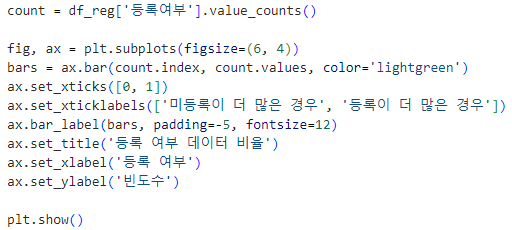 count = df_reg['등록여부'].value_counts()
fig, ax = plt.subplots(figsize=(6, 4))
bars = ax.bar(count.index, count.values, color='lightgreen')
ax.set_xticks([0, 1])
ax.set_xticklabels(['미등록이 더 많은 경우', '등록이 더 많은 경우'])
ax.bar_label(bars, padding=-5, fontsize=12)
ax.set_title('등록 여부 데이터 비율')
ax.set_xlabel('등록 여부')
ax.set_ylabel('빈도수')
plt.show()